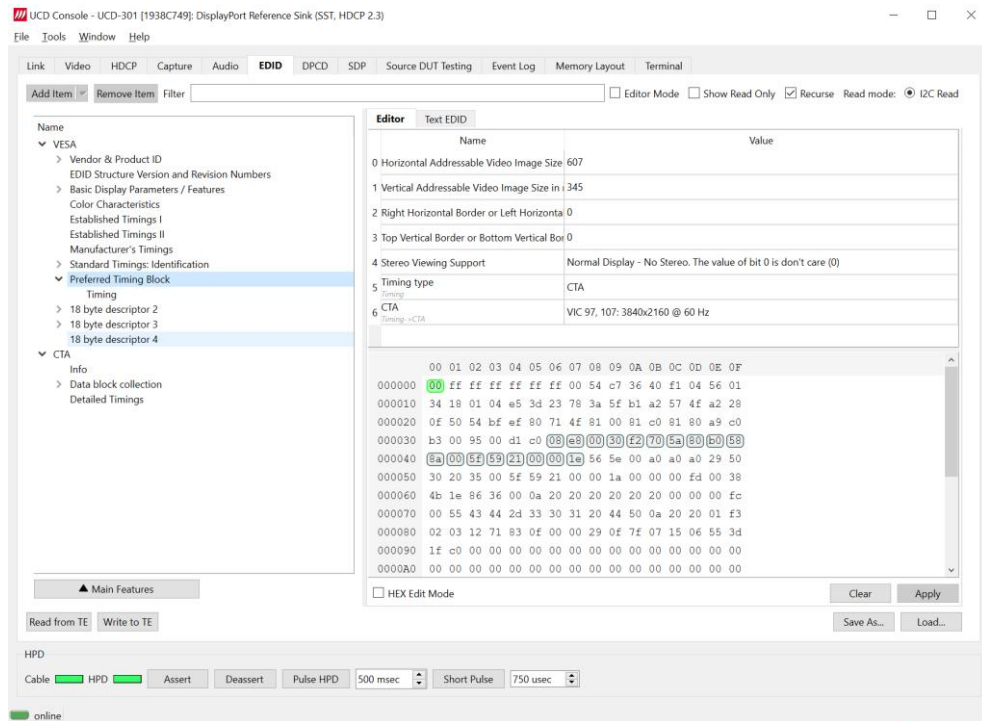 UCD Console - UCD-301 [1938C749]: DisplayPort Reference Sink (SST, HDCP 2.3)
File Tools Window Help
Link Video HDCP Capture Audio EDID DPCD SDP Source DUT Testing Event Log Memory Layout Terminal
Add Item Remove Item Filter Editor Mode Show Read Only Recurse Read mode: I2C Read
Name
VESA
Vendor & Product ID
EDID Structure Version and Revision Numbers
Basic Display Parameters / Features
Color Characteristics
Established Timings I
Established Timings II
Manufacturer's Timings
Standard Timings: Identification
Preferred Timing Block
Timing
18 byte descriptor 2
18 byte descriptor 3
18 byte descriptor 4
CTA
Info
Data block collection
Detailed Timings
Main Features
Editor Text EDID
Name Value
0 Horizontal Addressable Video Image Size 607
1 Vertical Addressable Video Image Size in 345
2 Right Horizontal Border or Left Horizonta 0
3 Top Vertical Border or Bottom Vertical Bor 0
4 Stereo Viewing Support Normal Display - No Stereo. The value of bit 0 is don't care (0)
5 Timing type CTA
Timing
6 CTA VIC 97, 107: 3840x2160 @ 60 Hz
Timing->CTA
00 01 02 03 04 05 06 07 08 09 0A 0B 0C 0D 0E 0F
000000 00 ff ff ff ff ff ff 00 54 c7 36 40 f1 04 56 01
000010 34 18 01 04 e5 3d 23 78 3a 5f b1 a2 57 4f a2 28
000020 0f 50 54 bf ef 80 71 4f 81 00 81 c0 81 80 a9 c0
000030 b3 00 95 00 d1 c0 08 e8 00 30 f2 70 5a 80 b0 58
000040 8a 00 5f 59 21 00 00 1e 56 5e 00 a0 a0 a0 29 50
000050 30 20 35 00 5f 59 21 00 00 1a 00 00 00 fd 00 38
000060 4b 1e 86 36 00 0a 20 20 20 20 20 20 00 00 00 fc
000070 00 55 43 44 2d 33 30 31 20 44 50 0a 20 20 01 f3
000080 02 03 12 71 83 0f 00 00 29 0f 7f 07 15 06 55 3d
000090 1f c0 00 00 00 00 00 00 00 00 00 00 00 00 00 00
0000A0 00 00 00 00 00 00 00 00 00 00 00 00 00 00 00 00
HEX Edit Mode Clear Apply
Read from TE Write to TE Save As... Load...
HPD
Cable HPD Assert Deassert Pulse HPD 500 msec Short Pulse 750 usec
online